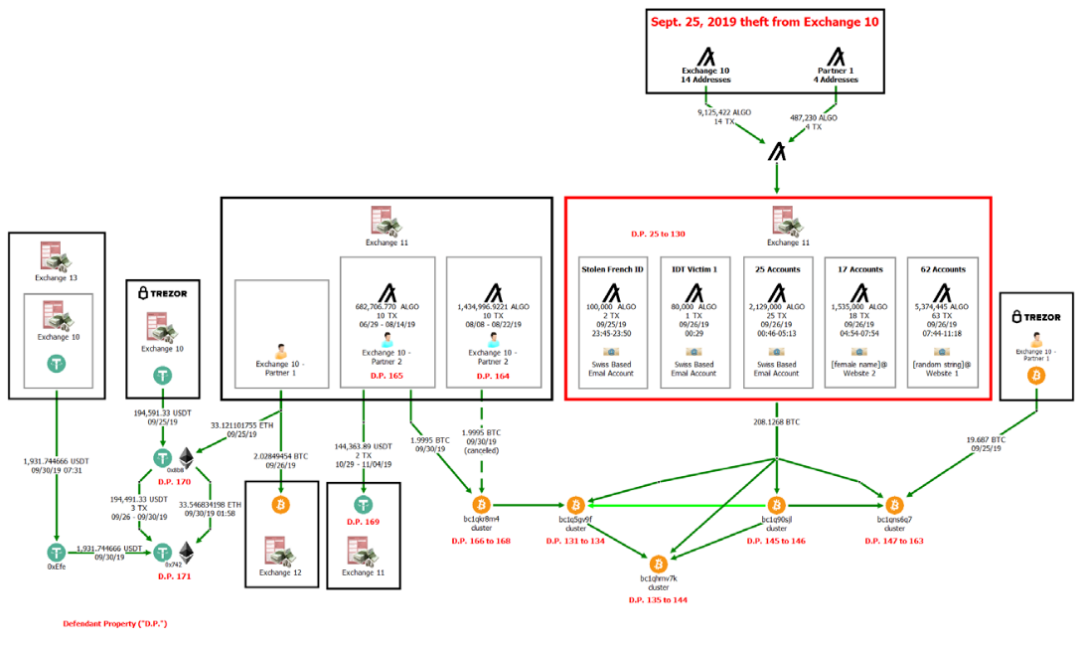 Sept. 25, 2019 theft from Exchange 10
Exchange 10
14 Addresses
Partner 1
4 Addresses
9,125,422 ALGO
14 TX
487,230 ALGO
4 TX
Exchange 11
D.P. 25 to 130
Exchange 11
Stolen French ID
100,000 ALGO
2 TX
09/25/19
23:45-23:50
Swiss Based
Email Account
IDT Victim 1
80,000 ALGO
1 TX
09/26/19
00:29
Swiss Based
Email Account
25 Accounts
2,129,000 ALGO
25 TX
09/26/19
00:46-05:13
Swiss Based
Email Account
17 Accounts
1,535,000 ALGO
18 TX
09/26/19
04:54-07:54
[female name]@
Website 2
62 Accounts
5,374,445 ALGO
63 TX
09/26/19
07:44-11:18
[random string]@
Website 1
Exchange 13
Exchange 10
TREZOR
Exchange 10
Exchange 10 -
Partner 1
682,706.770 ALGO
10 TX
06/29 - 08/14/19
Exchange 10 -
Partner 2
D.P. 165
1,434,996.9221 ALGO
10 TX
08/08 - 08/22/19
Exchange 10 -
Partner 2
D.P. 164
TREZOR
Exchange 10 -
Partner 1
194,591.33 USDT
09/25/19
33.121101755 ETH
09/25/19
1,931.744666 USDT
09/30/19 07:31
2.02849454 BTC
09/26/19
144,363.89 USDT
2 TX
10/29 - 11/04/19
1.9995 BTC
09/30/19
1.9995 BTC
09/30/19
(canceled)
208.1268 BTC
19.687 BTC
09/25/19
D.P. 170
194,491.33 USDT
3 TX
09/26 - 09/30/19
33.546834198 ETH
09/30/19 01:58
1,931.744666 USDT
09/30/19
0xEfe
0x742
D.P. 171
Exchange 12
D.P. 169
Exchange 11
bc1qkr8m4
cluster
D.P. 166 to 168
bc1q5gv9f
cluster
D.P. 131 to 134
bc1q90sjl
cluster
D.P. 145 to 146
bc1qns6q7
cluster
D.P. 147 to 163
bc1qhmv7k
cluster
D.P. 135 to 144
Defendant Property ("D.P.")